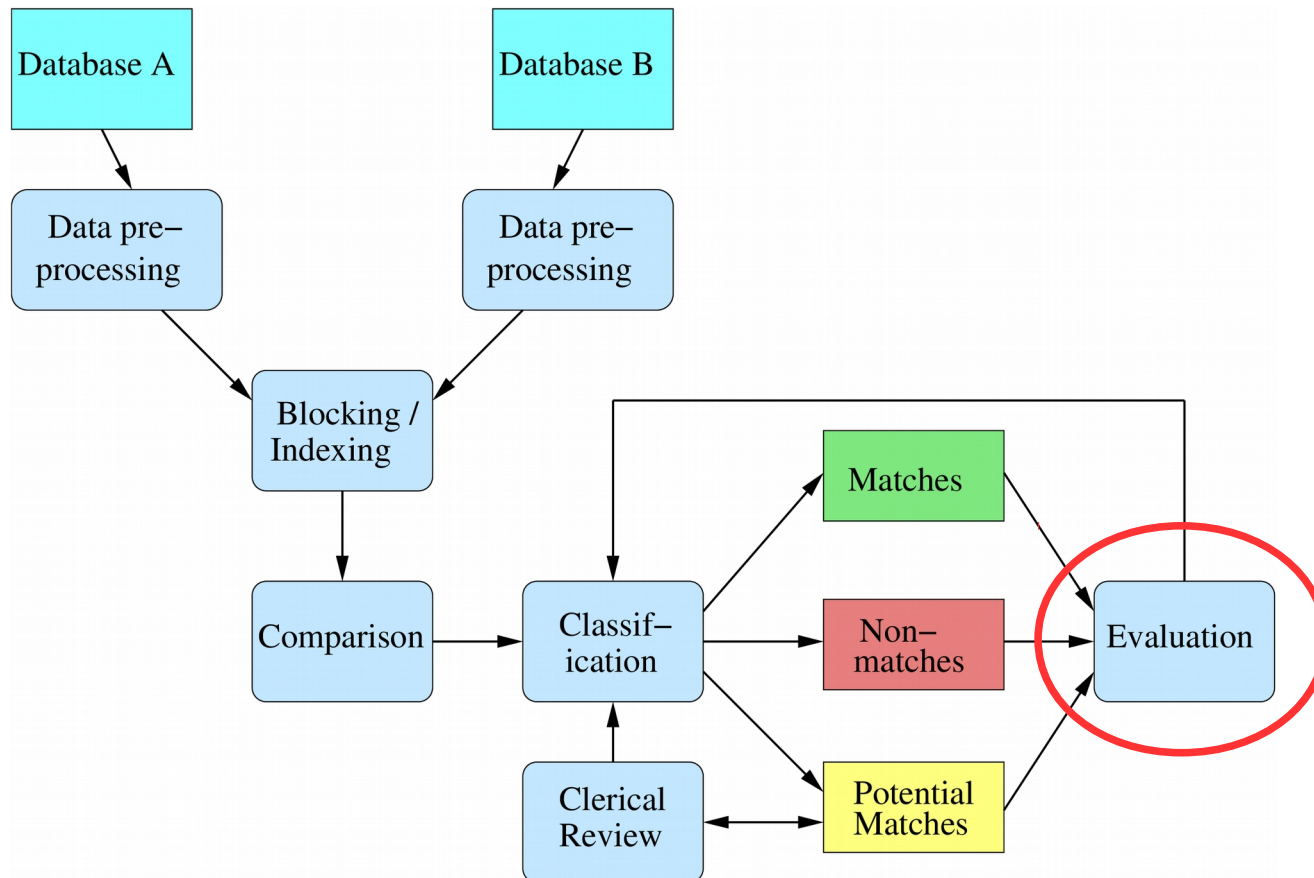 Database A
Database B
Data pre–
processing
Data pre–
processing
Blocking /
Indexing
Matches
Comparison
Classif–
ication
Non–
matches
Evaluation
Clerical
Review
Potential
Matches